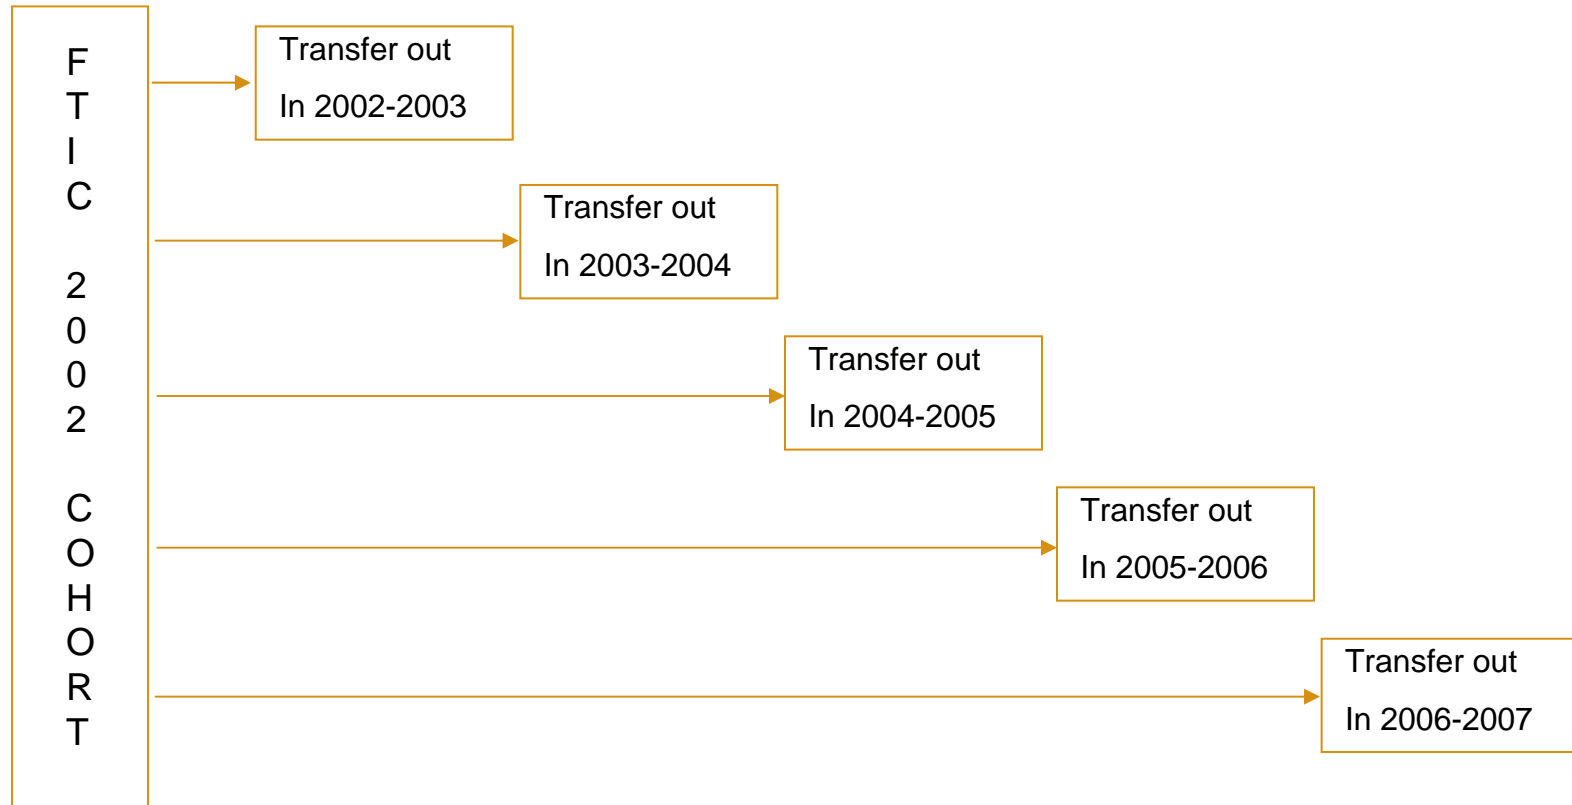 F
T
I
C
2
0
0
2
C
O
H
O
R
T
Transfer out
In 2002-2003
Transfer out
In 2003-2004
Transfer out
In 2004-2005
Transfer out
In 2005-2006
Transfer out
In 2006-2007